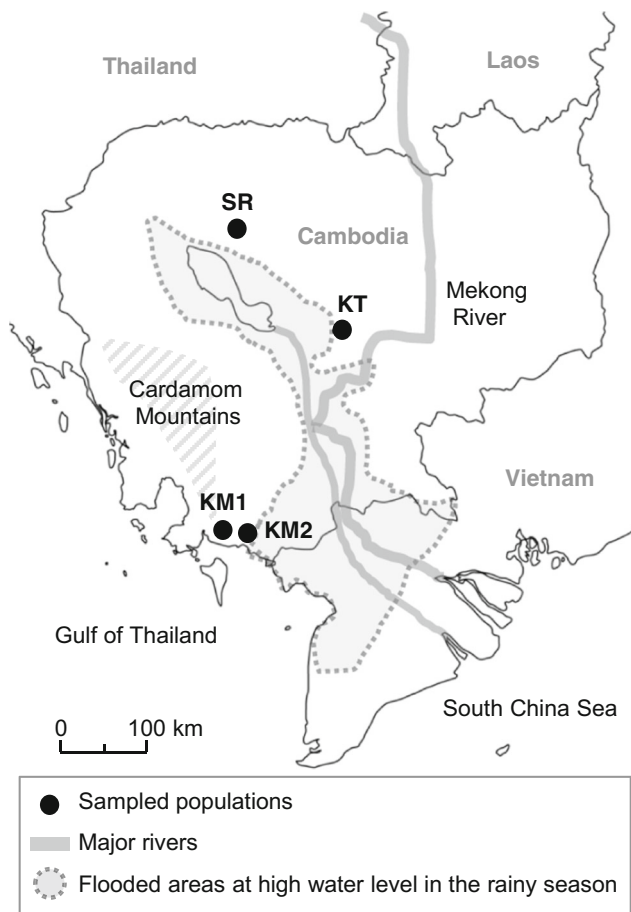 Thailand
Laos
SR
Cambodia
KT
Mekong
River
Cardamom
Mountains
Vietnam
KM1
KM2
Gulf of Thailand
South China Sea
0 100 km
Sampled populations
Major rivers
Flooded areas at high water level in the rainy season